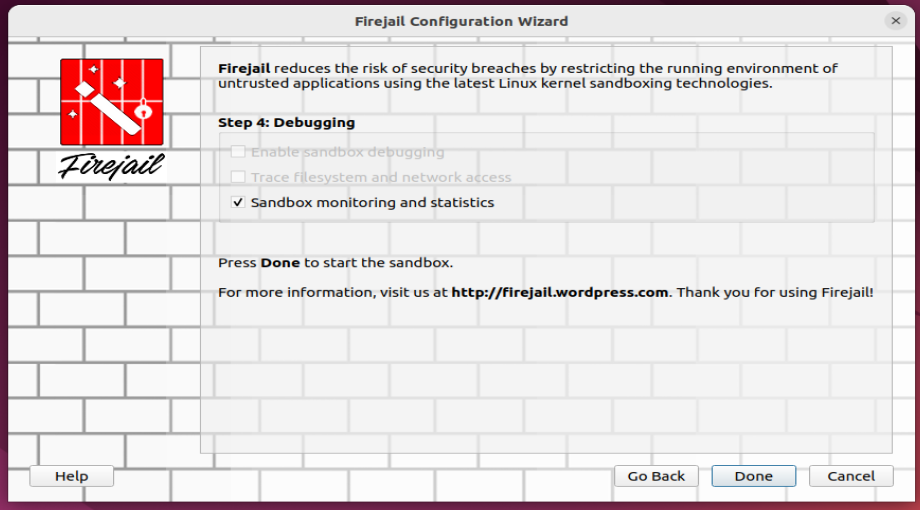 Firejail Configuration Wizard
Firejail
Firejail reduces the risk of security breaches by restricting the running environment of
untrusted applications using the latest Linux kernel sandboxing technologies.
Step 4: Debugging
Enable sandbox debugging
Trace filesystem and network access
Sandbox monitoring and statistics
Press Done to start the sandbox.
For more information, visit us at http://firejail.wordpress.com. Thank you for using Firejail!
Help
Go Back
Done
Cancel